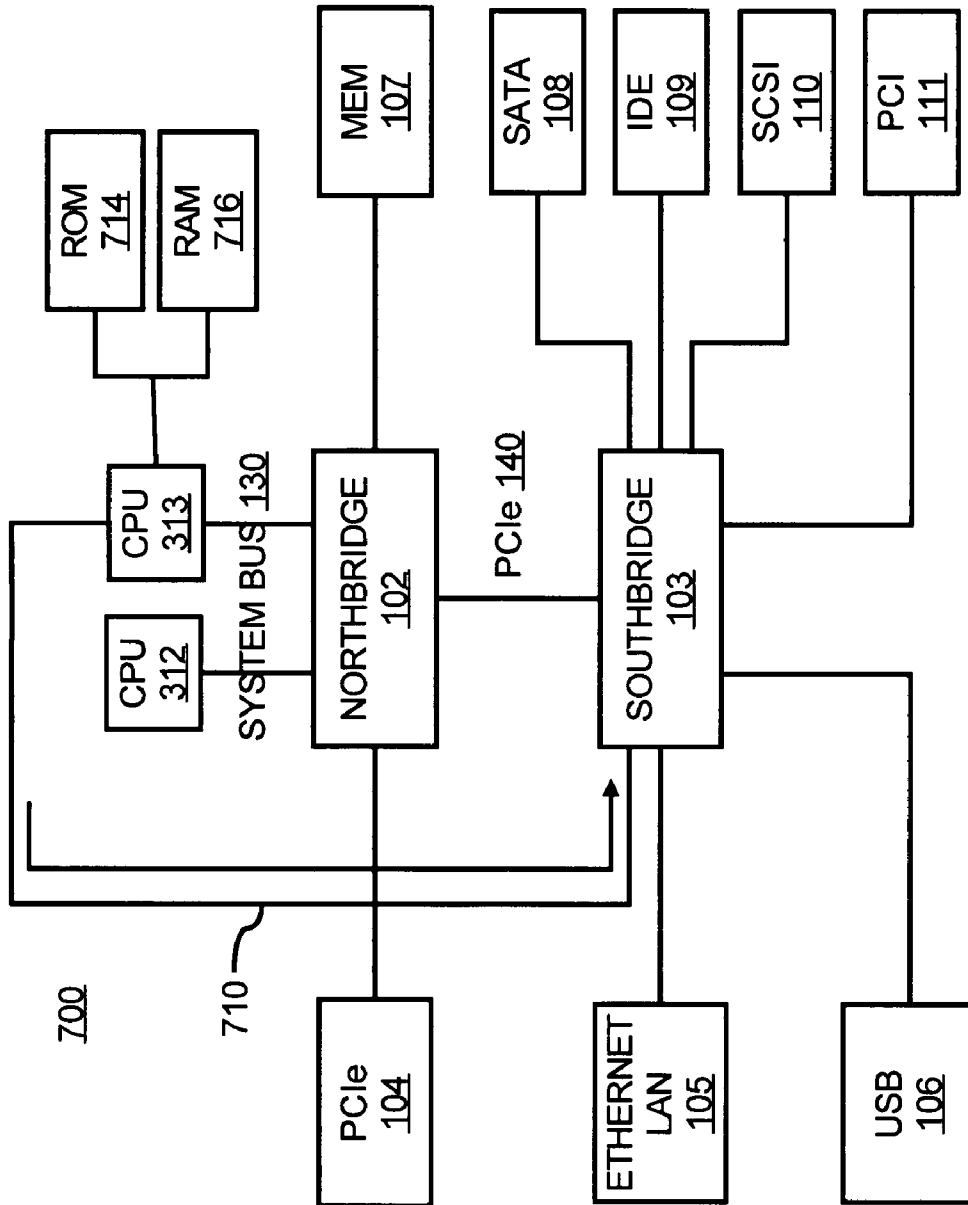 700
710
CPU
312
CPU
313
ROM
714
RAM
716
SYSTEM BUS 130
PCIe
104
NORTHBRIDGE
102
MEM
107
PCIe 140
ETHERNET
LAN
105
SOUTHBRIDGE
103
SATA
108
IDE
109
SCSI
110
USB
106
PCI
111